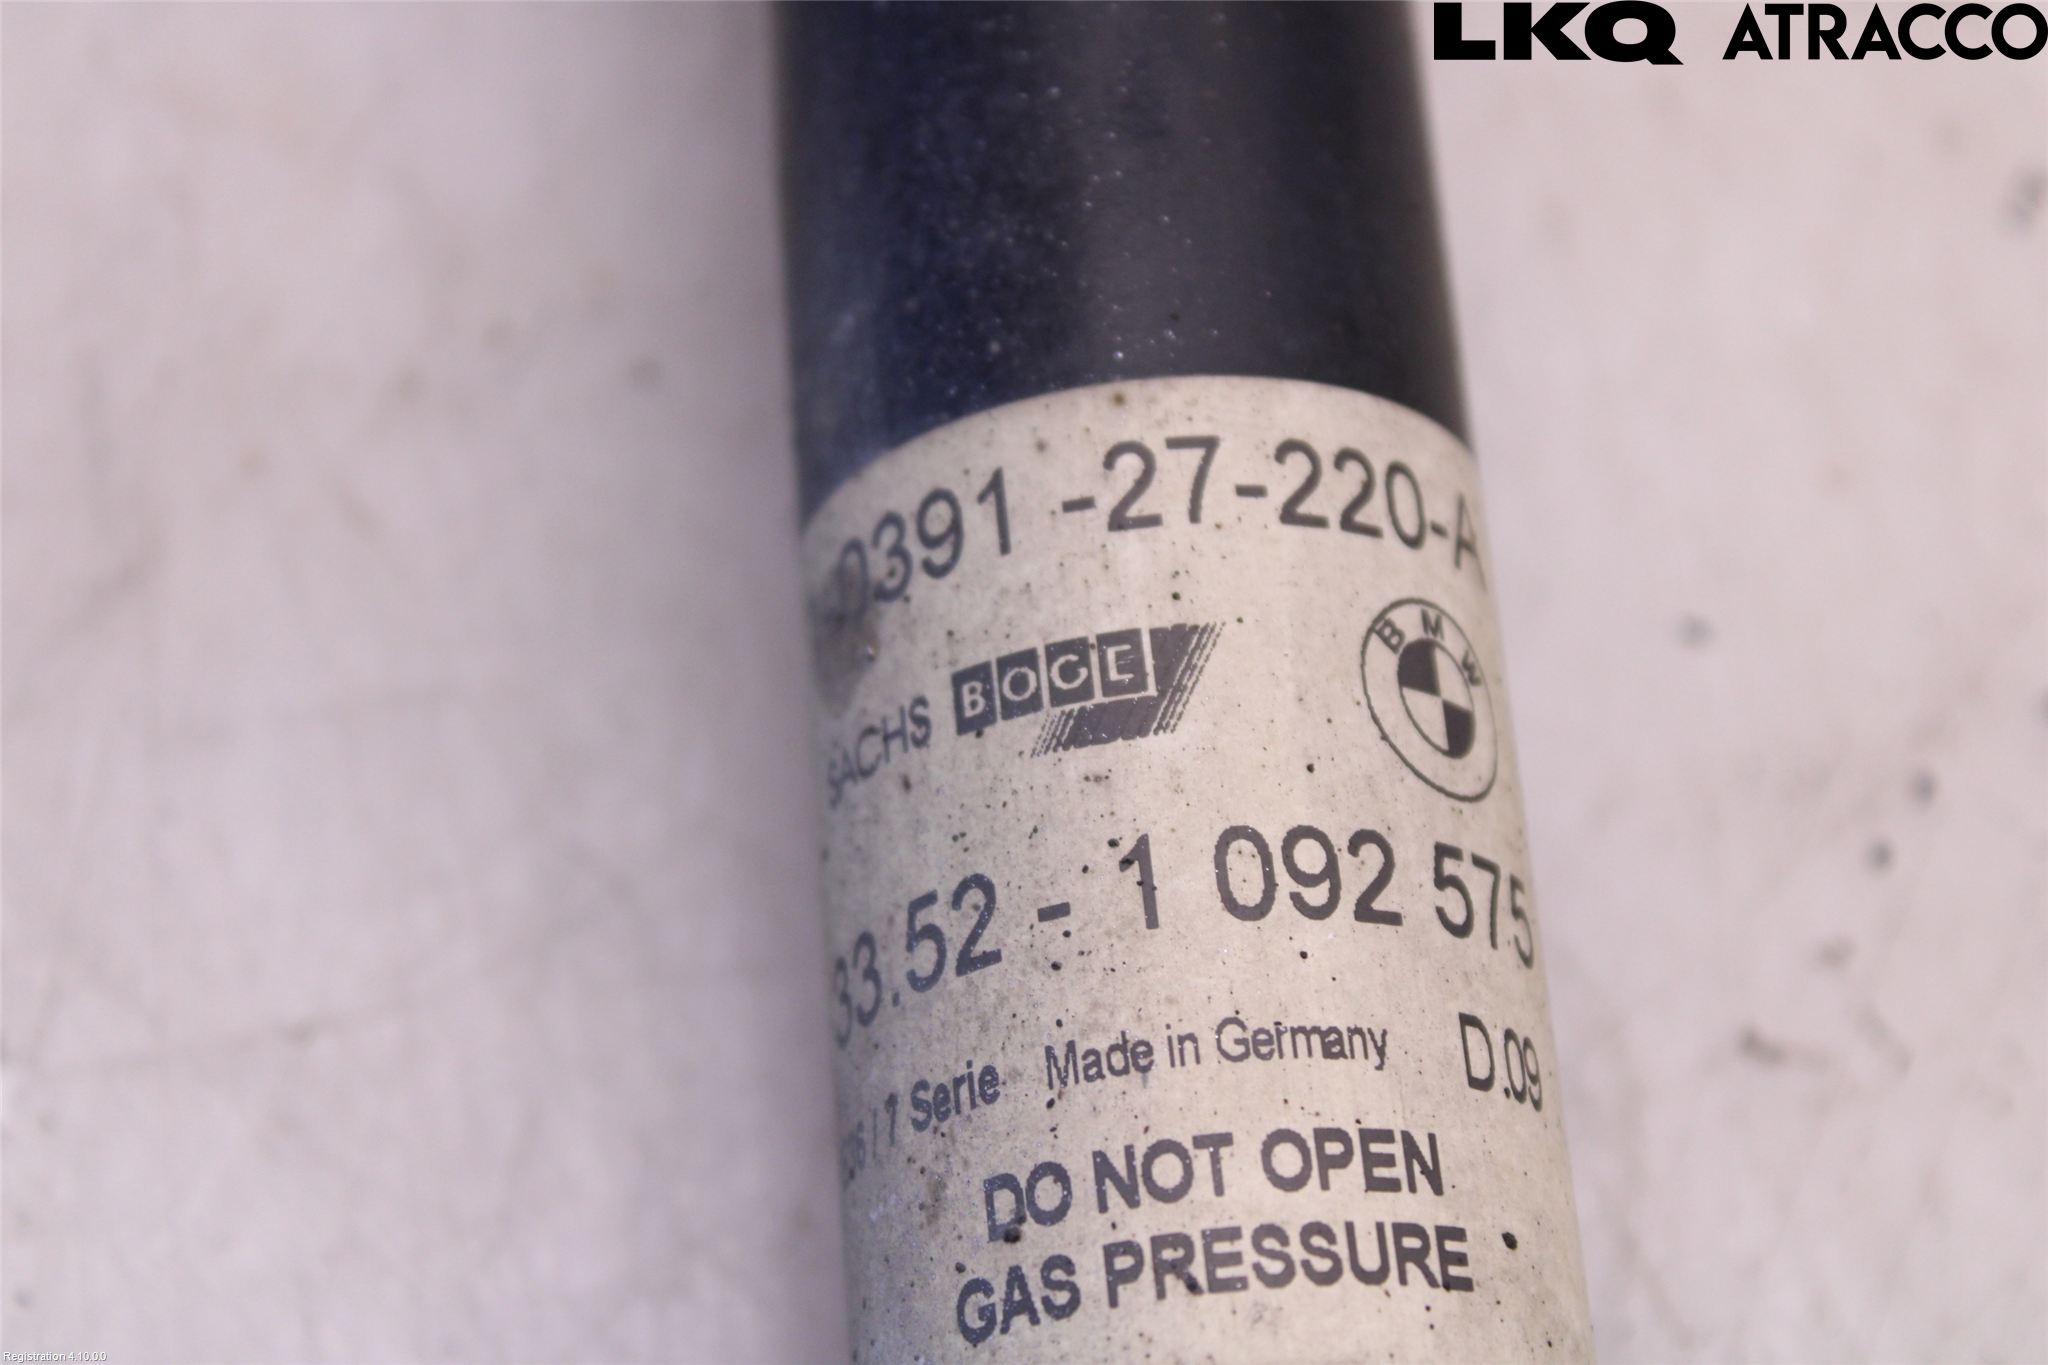 LKQ ATRACCO
0391 -27-220-A
SACHS BOGE
BMW
33.52 - 1 092 575
/ 7 Serie Made in Germany D.09
DO NOT OPEN
GAS PRESSURE
Registration 4.10.0.0